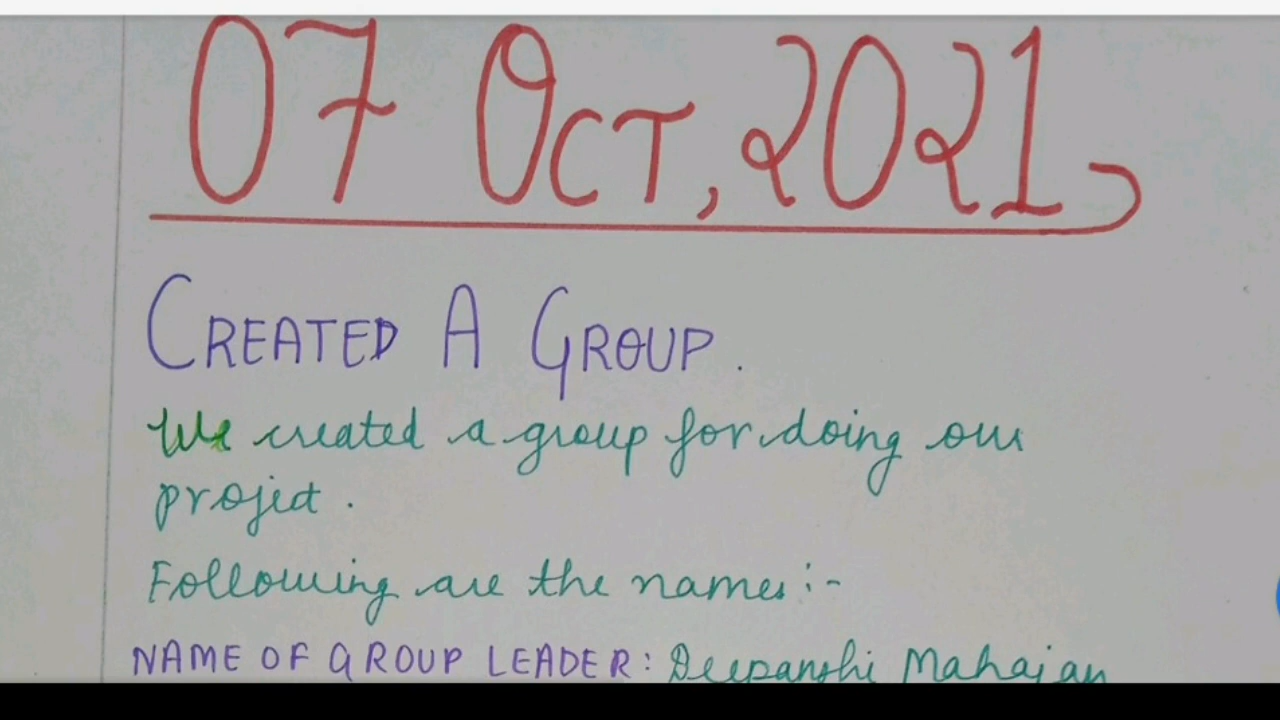 07 OCT, 2021
CREATED A GROUP.
We created a group for doing our
project.
Following are the names :-
NAME OF GROUP LEADER: Deepanshi Mahajan